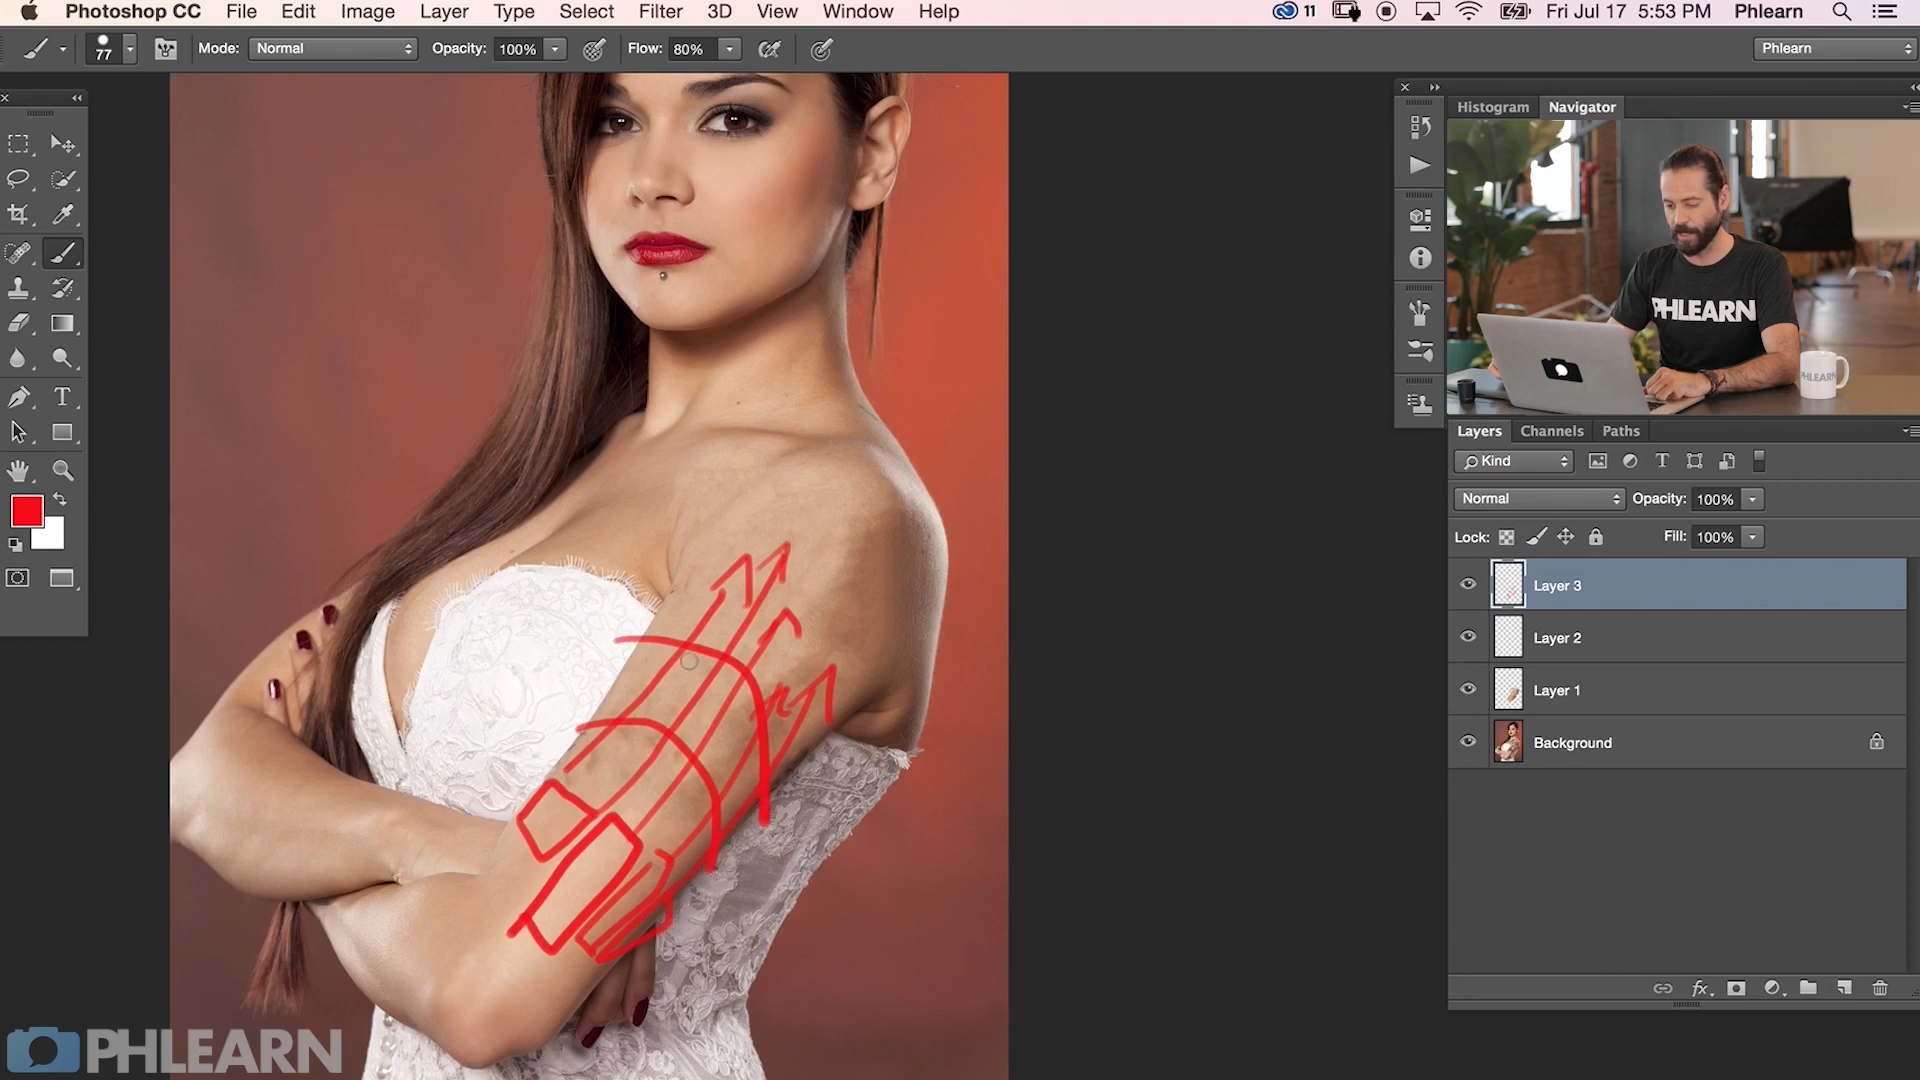 Photoshop CC File Edit Image Layer Type Select Filter 3D View Window Help 11 Fri Jul 17 5:53 PM Phlearn
77 Mode: Normal Opacity: 100% Flow: 80% Phlearn
Histogram Navigator
PHLEARN
PHLEARN
Layers Channels Paths
Kind
Normal Opacity: 100%
Lock: Fill: 100%
Layer 3
Layer 2
Layer 1
Background
fx
PHLEARN